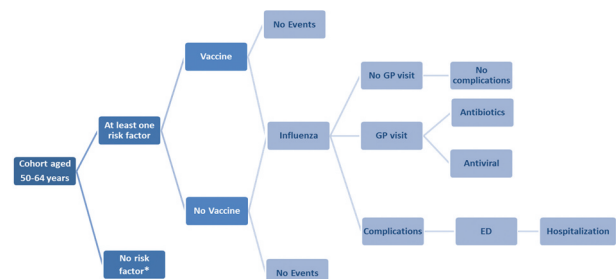 No Events
Vaccine
No GP visit
No
complications
Antibiotics
At least one
risk factor
Influenza
GP visit
Cohort aged
50-64 years
Antiviral
No Vaccine
Complications
ED
Hospitalization
No risk
factor*
No Events